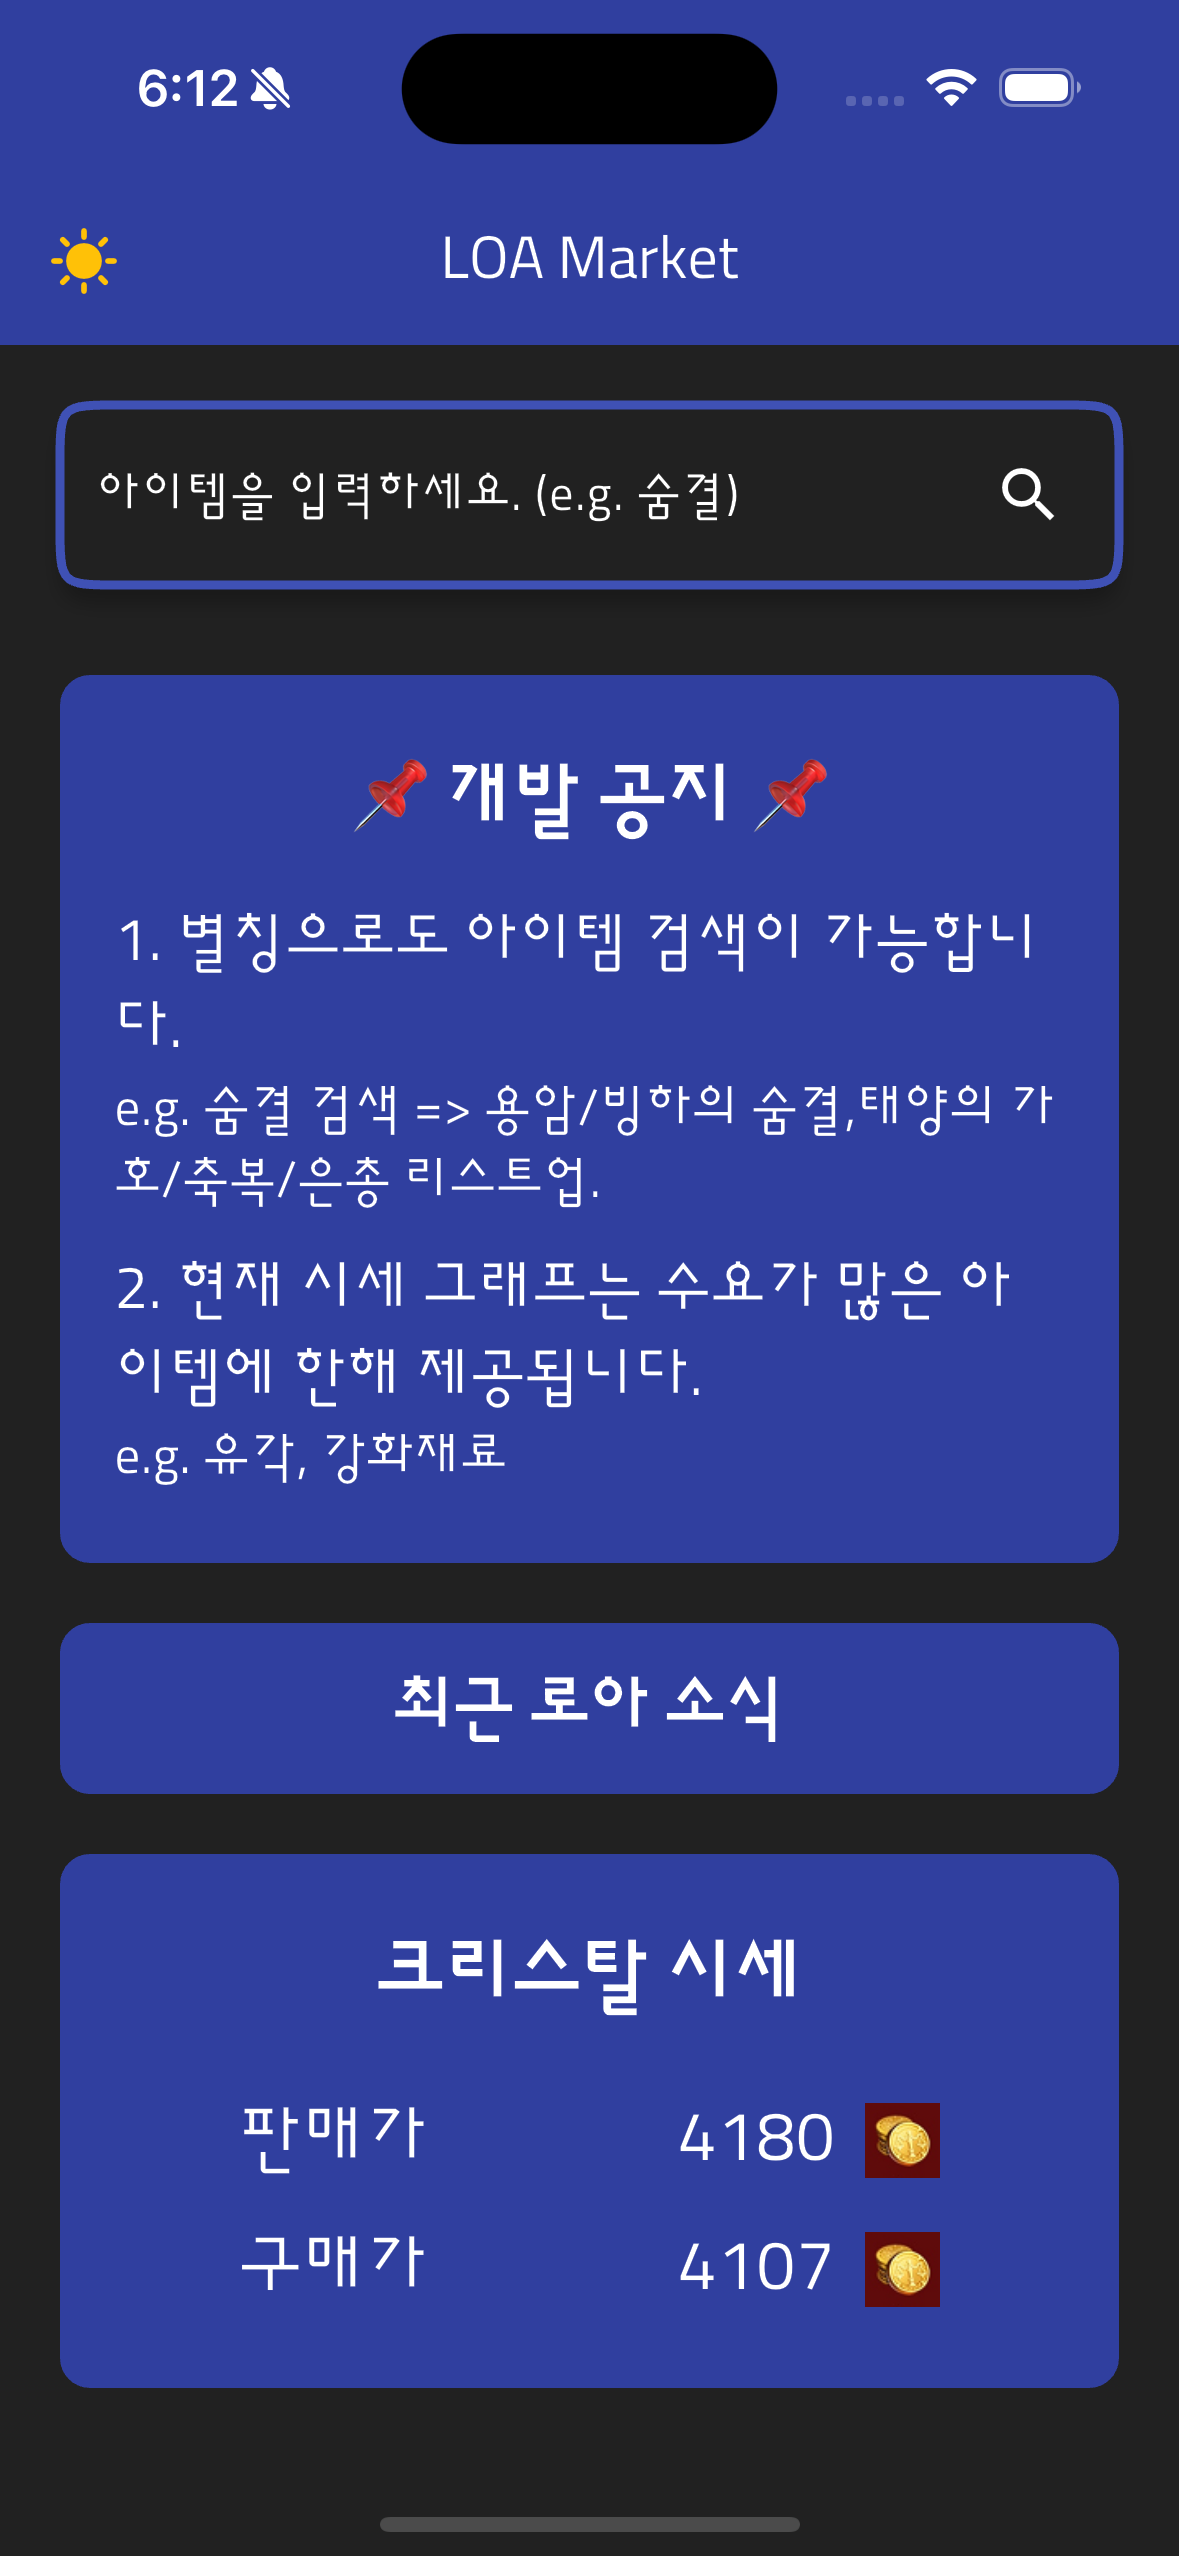 6:12
LOA Market
아이템을 입력하세요. (e.g. 숨결)
📌 개발 공지 📌
1. 별칭으로도 아이템 검색이 가능합니
다.
e.g. 숨결 검색 => 용암/빙하의 숨결,태양의 가
호/축복/은총 리스트업.
2. 현재 시세 그래프는 수요가 많은 아
이템에 한해 제공됩니다.
e.g. 유각, 강화재료
최근 로아 소식
크리스탈 시세
판매가 4180
구매가 4107